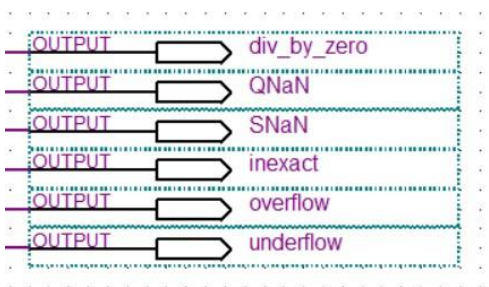 OUTPUT div_by_zero
OUTPUT QNaN
OUTPUT SNaN
OUTPUT inexact
OUTPUT overflow
OUTPUT underflow